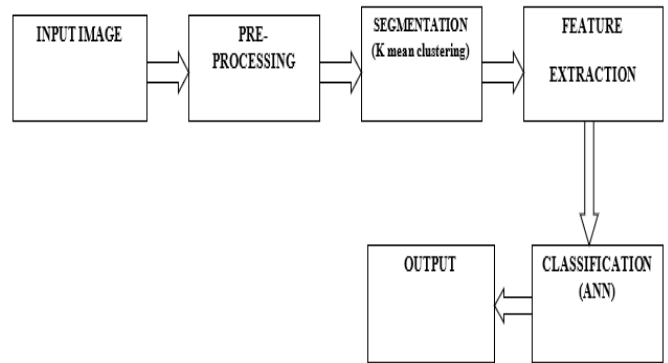 INPUT IMAGE
PRE-
PROCESSING
SEGMENTATION
(K mean clustering)
FEATURE
EXTRACTION
CLASSIFICATION
(ANN)
OUTPUT